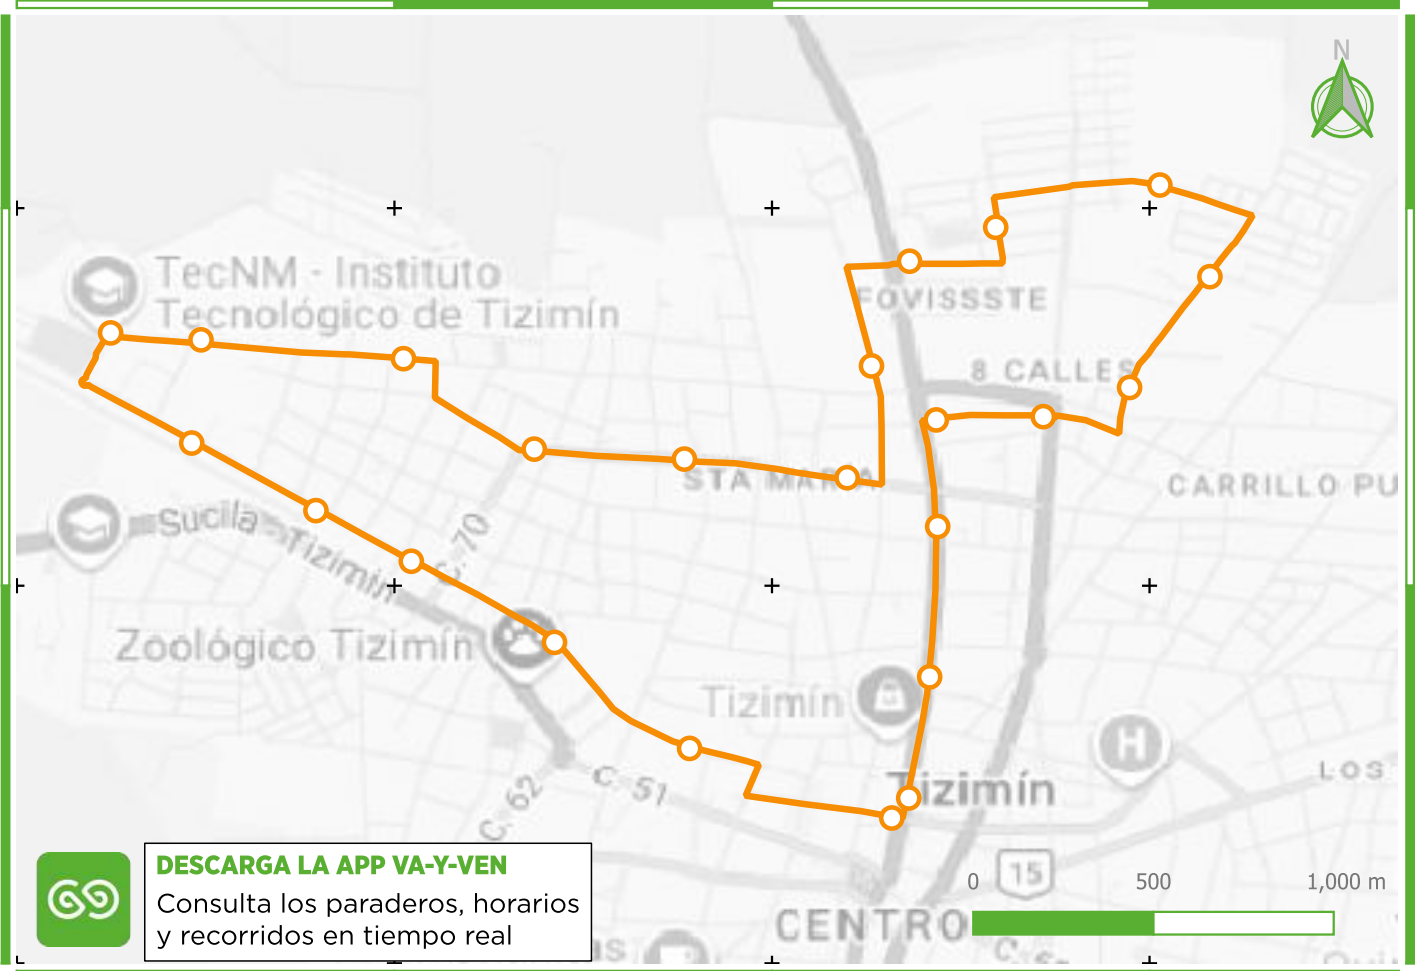 N
TecNM - Instituto
Tecnológico de Tizimín
FOVISSSTE
8 CALLES
STA MARIA
CARRILLO PU
Sucila - Tizimín
C. 70
Zoológico Tizimín
Tizimín
Tizimín
H
LOS
C. 51
C. 62
15
CENTRO
DESCARGA LA APP VA-Y-VEN
Consulta los paraderos, horarios
y recorridos en tiempo real
0 500 1,000 m